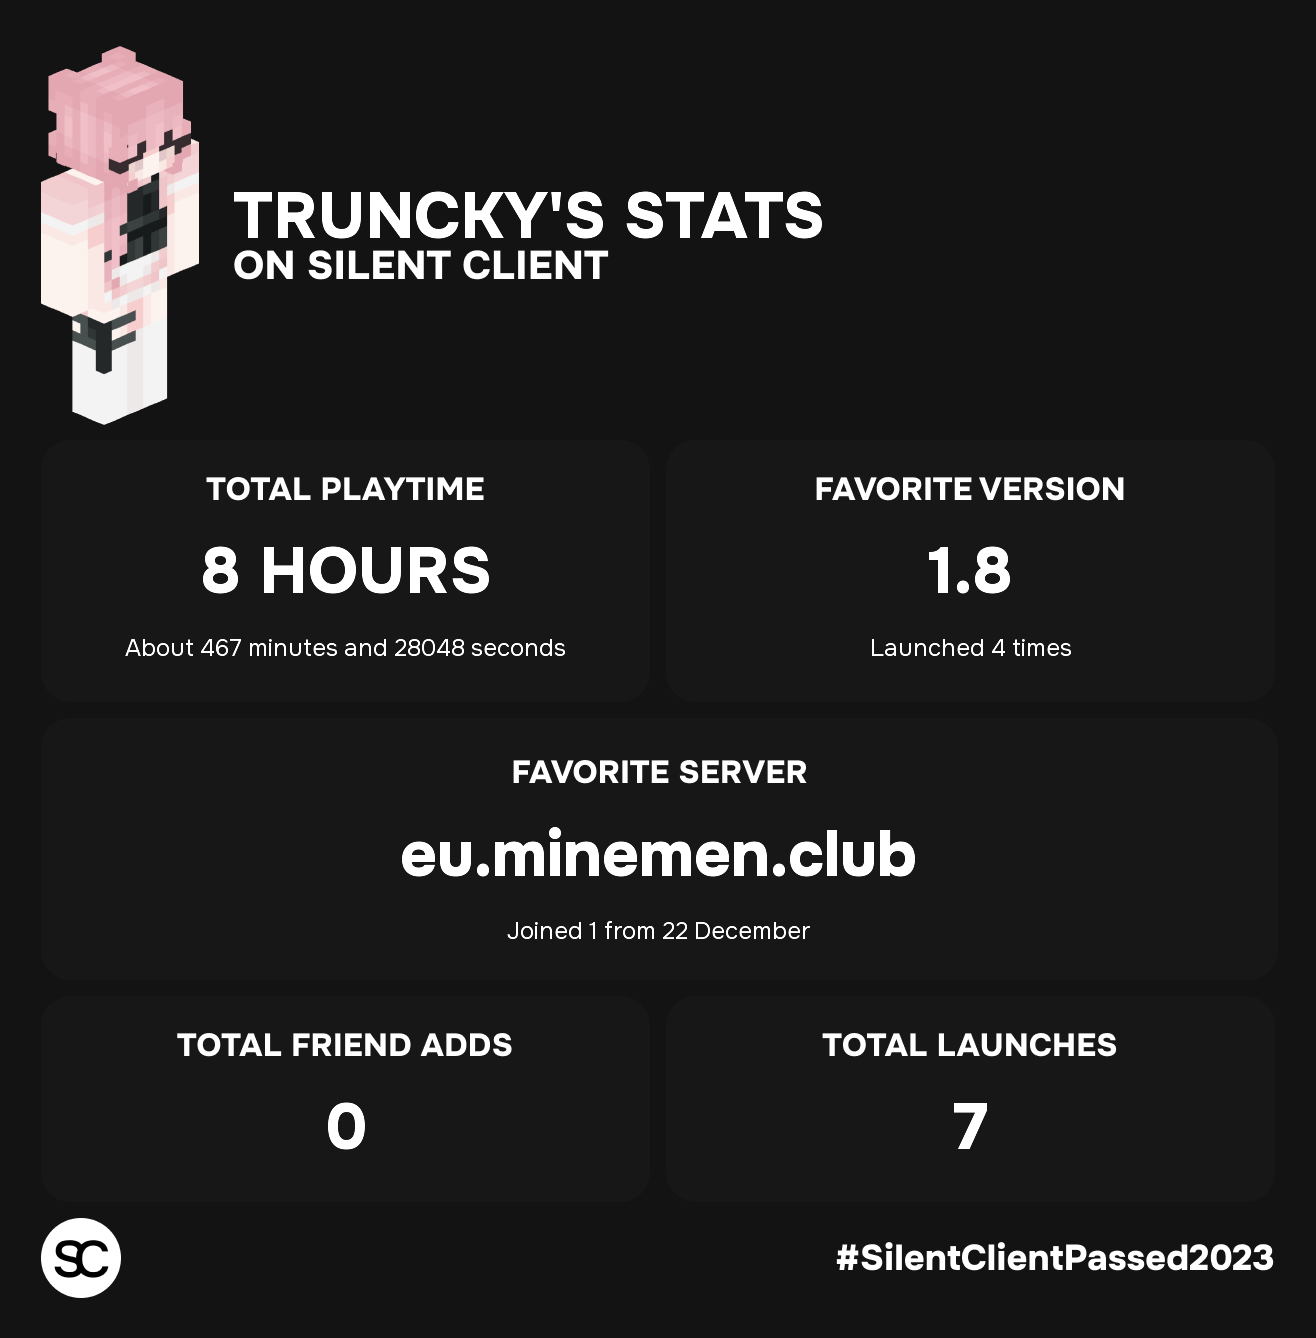 TRUNCKY'S STATS
ON SILENT CLIENT
TOTAL PLAYTIME
8 HOURS
About 467 minutes and 28048 seconds
FAVORITE VERSION
1.8
Launched 4 times
FAVORITE SERVER
eu.minemen.club
Joined 1 from 22 December
TOTAL FRIEND ADDS
0
TOTAL LAUNCHES
7
SC
#SilentClientPassed2023